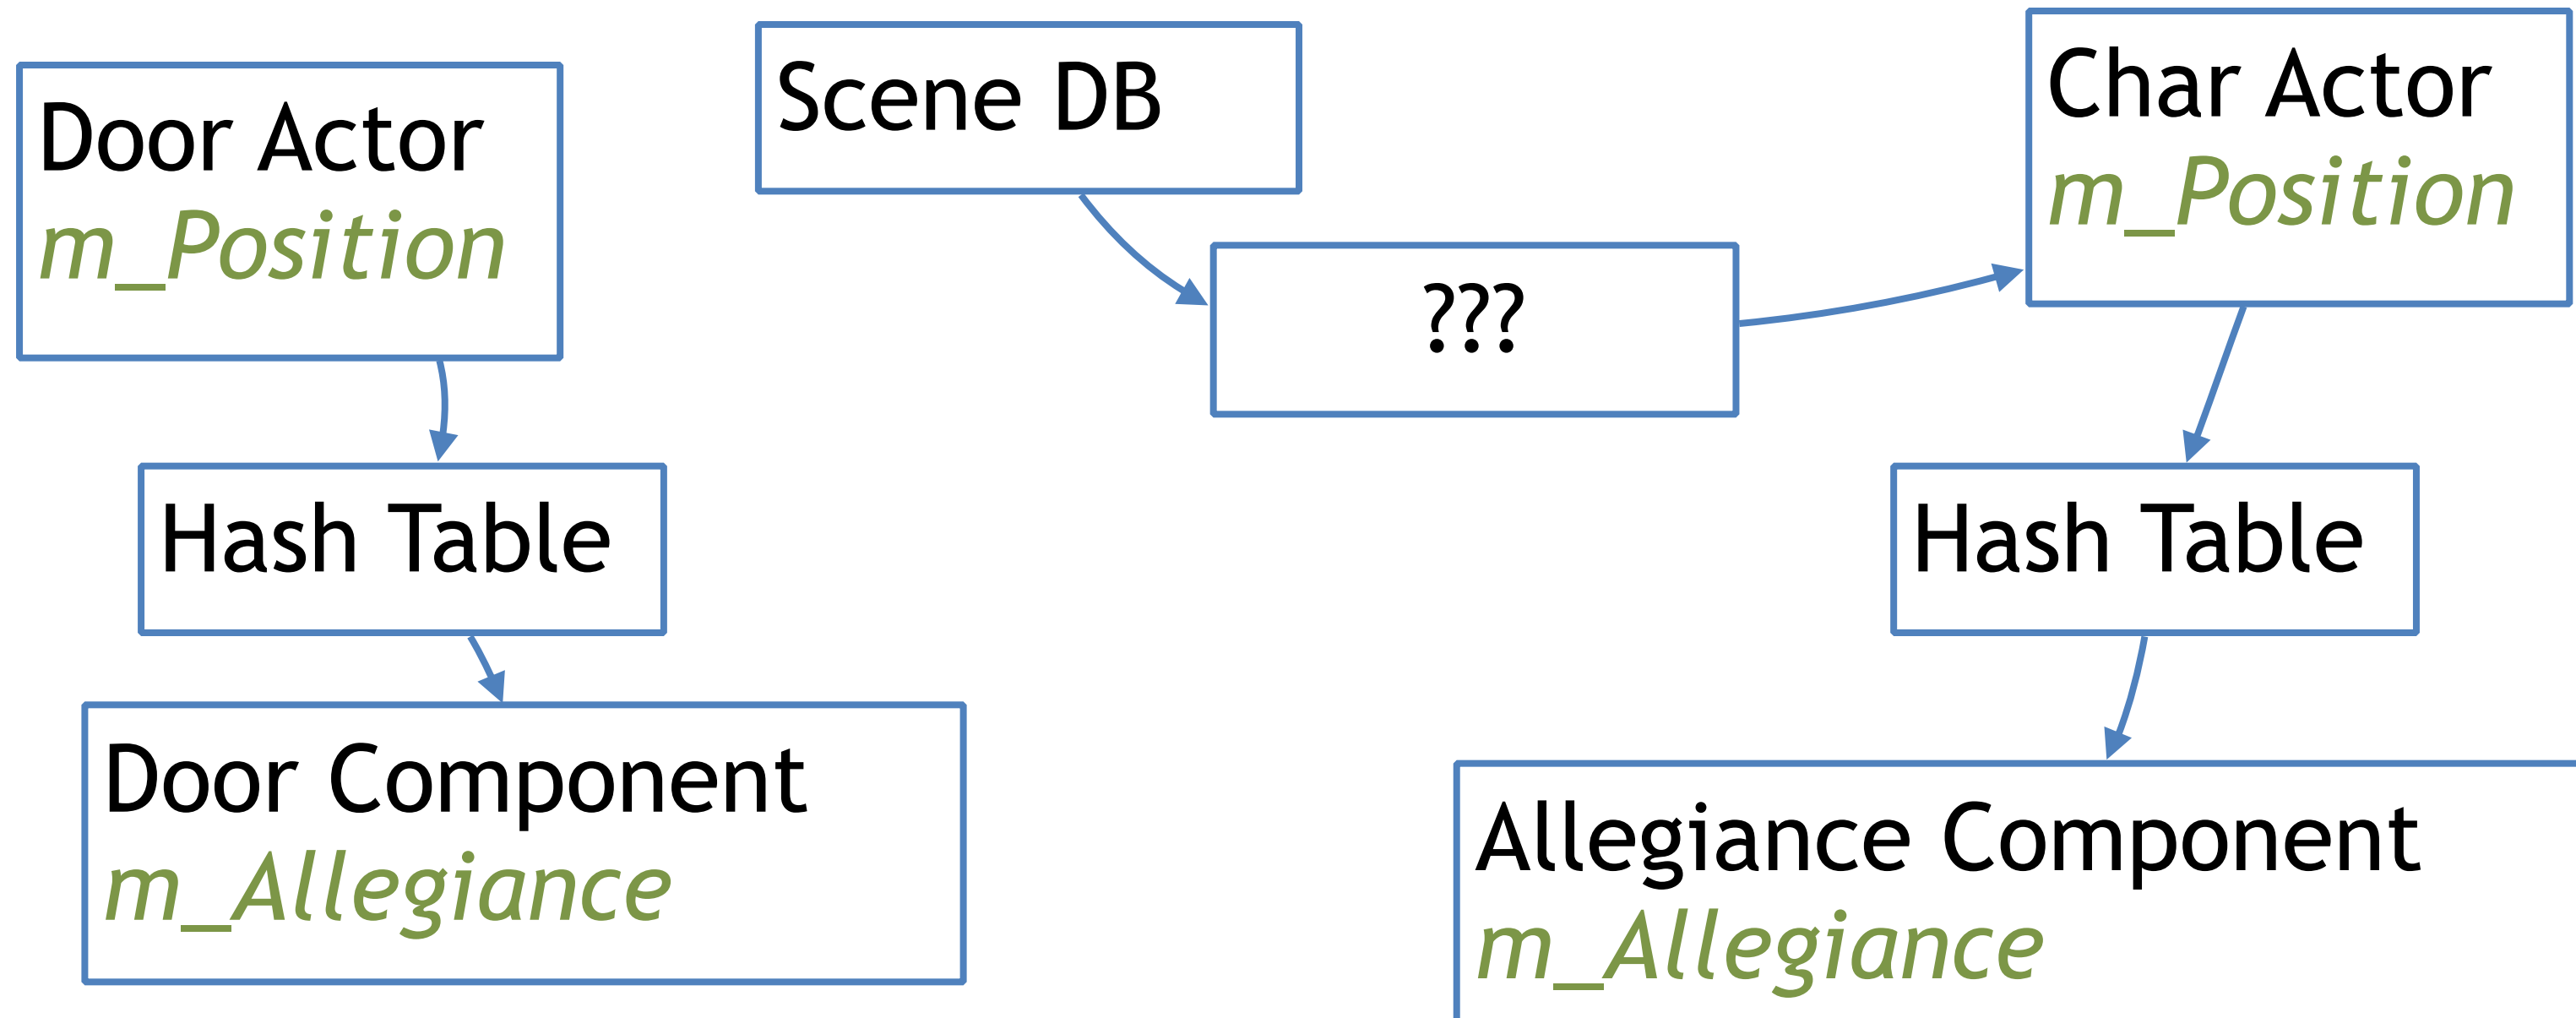 Door Actor
m_Position
Scene DB
Char Actor
m_Position
???
Hash Table
Hash Table
Door Component
m_Allegiance
Allegiance Component
m_Allegiance